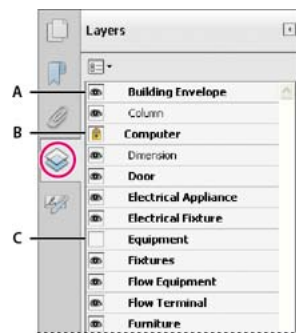 Layers
A
Building Envelope
Column
B
Computer
Dimension
Door
Electrical Appliance
Electrical Fixture
C
Equipment
Fixtures
Flow Equipment
Flow Terminal
Furniture